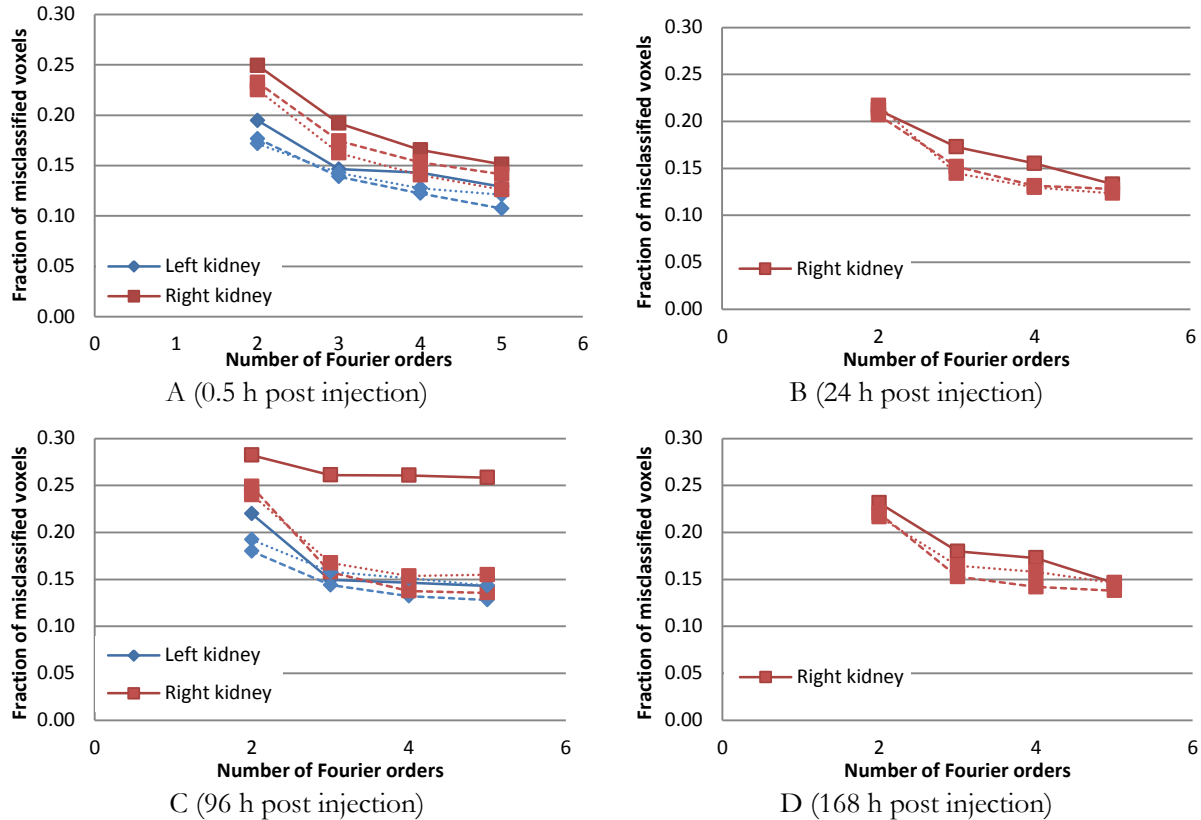 Fraction of misclassified voxels
0.30
0.25
0.20
0.15
0.10
0.05
0.00
Left kidney
Right kidney
0 1 2 3 4 5 6
Number of Fourier orders
A (0.5 h post injection)
Fraction of misclassified voxels
0.30
0.25
0.20
0.15
0.10
0.05
0.00
Right kidney
0 2 4 6
Number of Fourier orders
B (24 h post injection)
Fraction of misclassified voxels
0.30
0.25
0.20
0.15
0.10
0.05
0.00
Left kidney
Right kidney
0 2 4 6
Number of Fourier orders
C (96 h post injection)
Fraction of misclassified voxels
0.30
0.25
0.20
0.15
0.10
0.05
0.00
Right kidney
0 2 4 6
Number of Fourier orders
D (168 h post injection)